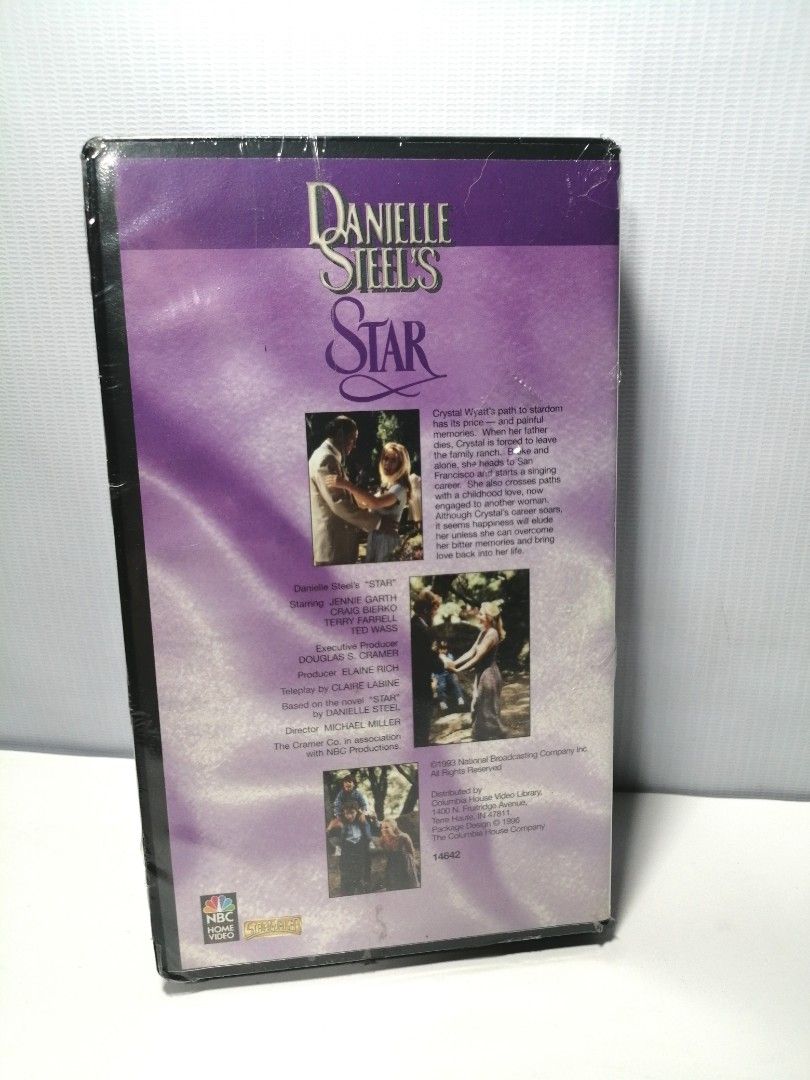 DANIELLE
STEEL'S
STAR
Crystal Wyatt's path to stardom
has its price — and painful
memories. When her father
dies, Crystal is forced to leave
the family ranch. Broke and
alone, she heads to San
Francisco and starts a singing
career. She also crosses paths
with a childhood love, now
engaged to another woman.
Although Crystal's career soars,
it seems happiness will elude
her unless she can overcome
her bitter memories and bring
love back into her life.
Danielle Steel's "STAR"
Starring JENNIE GARTH
CRAIG BIERKO
TERRY FARRELL
TED WASS
Executive Producer
DOUGLAS S. CRAMER
Producer ELAINE RICH
Teleplay by CLAIRE LABINE
Based on the novel "STAR"
by DANIELLE STEEL
Director MICHAEL MILLER
The Cramer Co. in association
with NBC Productions.
©1993 National Broadcasting Company Inc.
All Rights Reserved
Distributed by
Columbia House Video Library,
1400 N. Fruitridge Avenue,
Terre Haute, IN 47811
Package Design © 1996
The Columbia House Company
14642
NBC
HOME
VIDEO